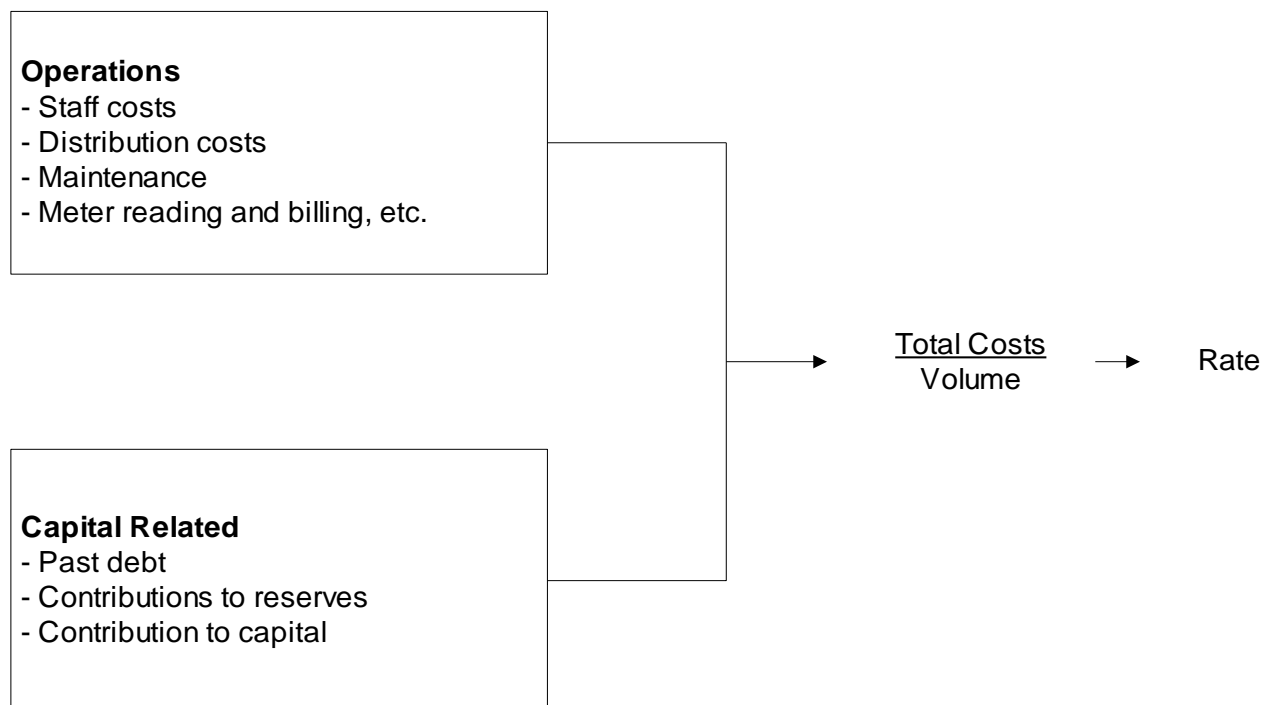 Operations
- Staff costs
- Distribution costs
- Maintenance
- Meter reading and billing, etc.
Total Costs
Volume
Rate
Capital Related
- Past debt
- Contributions to reserves
- Contribution to capital